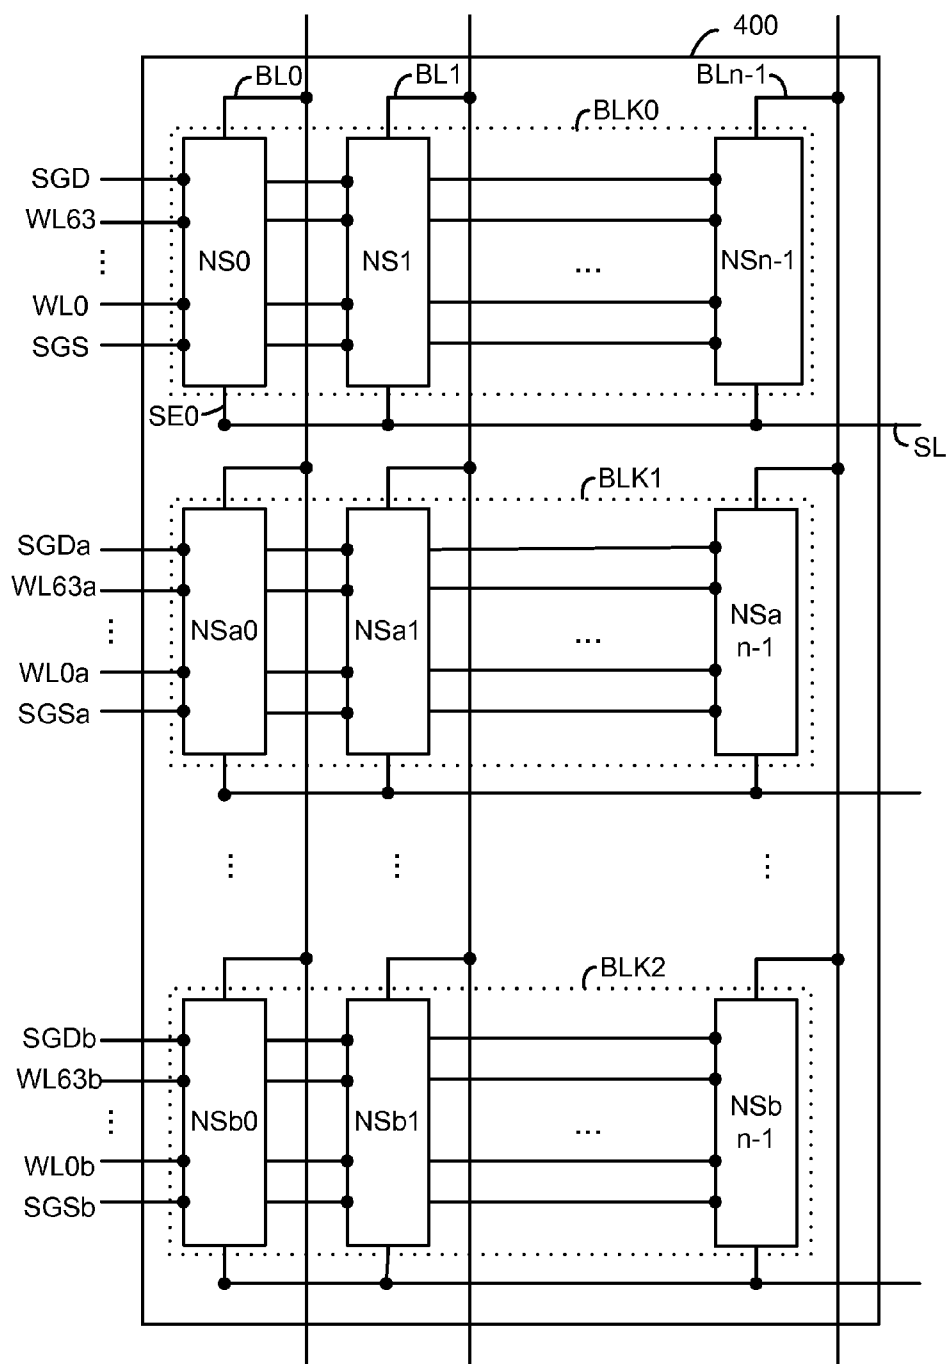 400
BL0
BL1
BLn-1
BLK0
SGD
WL63
...
WL0
SGS
NS0
NS1
...
NSn-1
SE0
SL
BLK1
SGDa
WL63a
...
WL0a
SGSa
NSa0
NSa1
...
NSa
n-1
...
...
...
BLK2
SGDb
WL63b
...
WL0b
SGSb
NSb0
NSb1
...
NSb
n-1